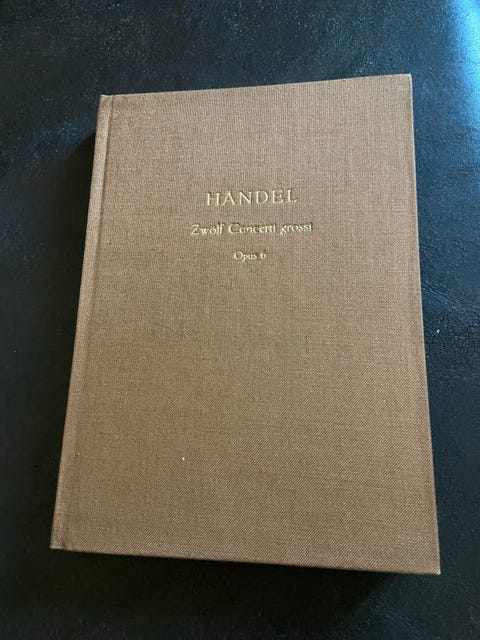 HÄNDEL
Zwölf Concerti grossi
Opus 6